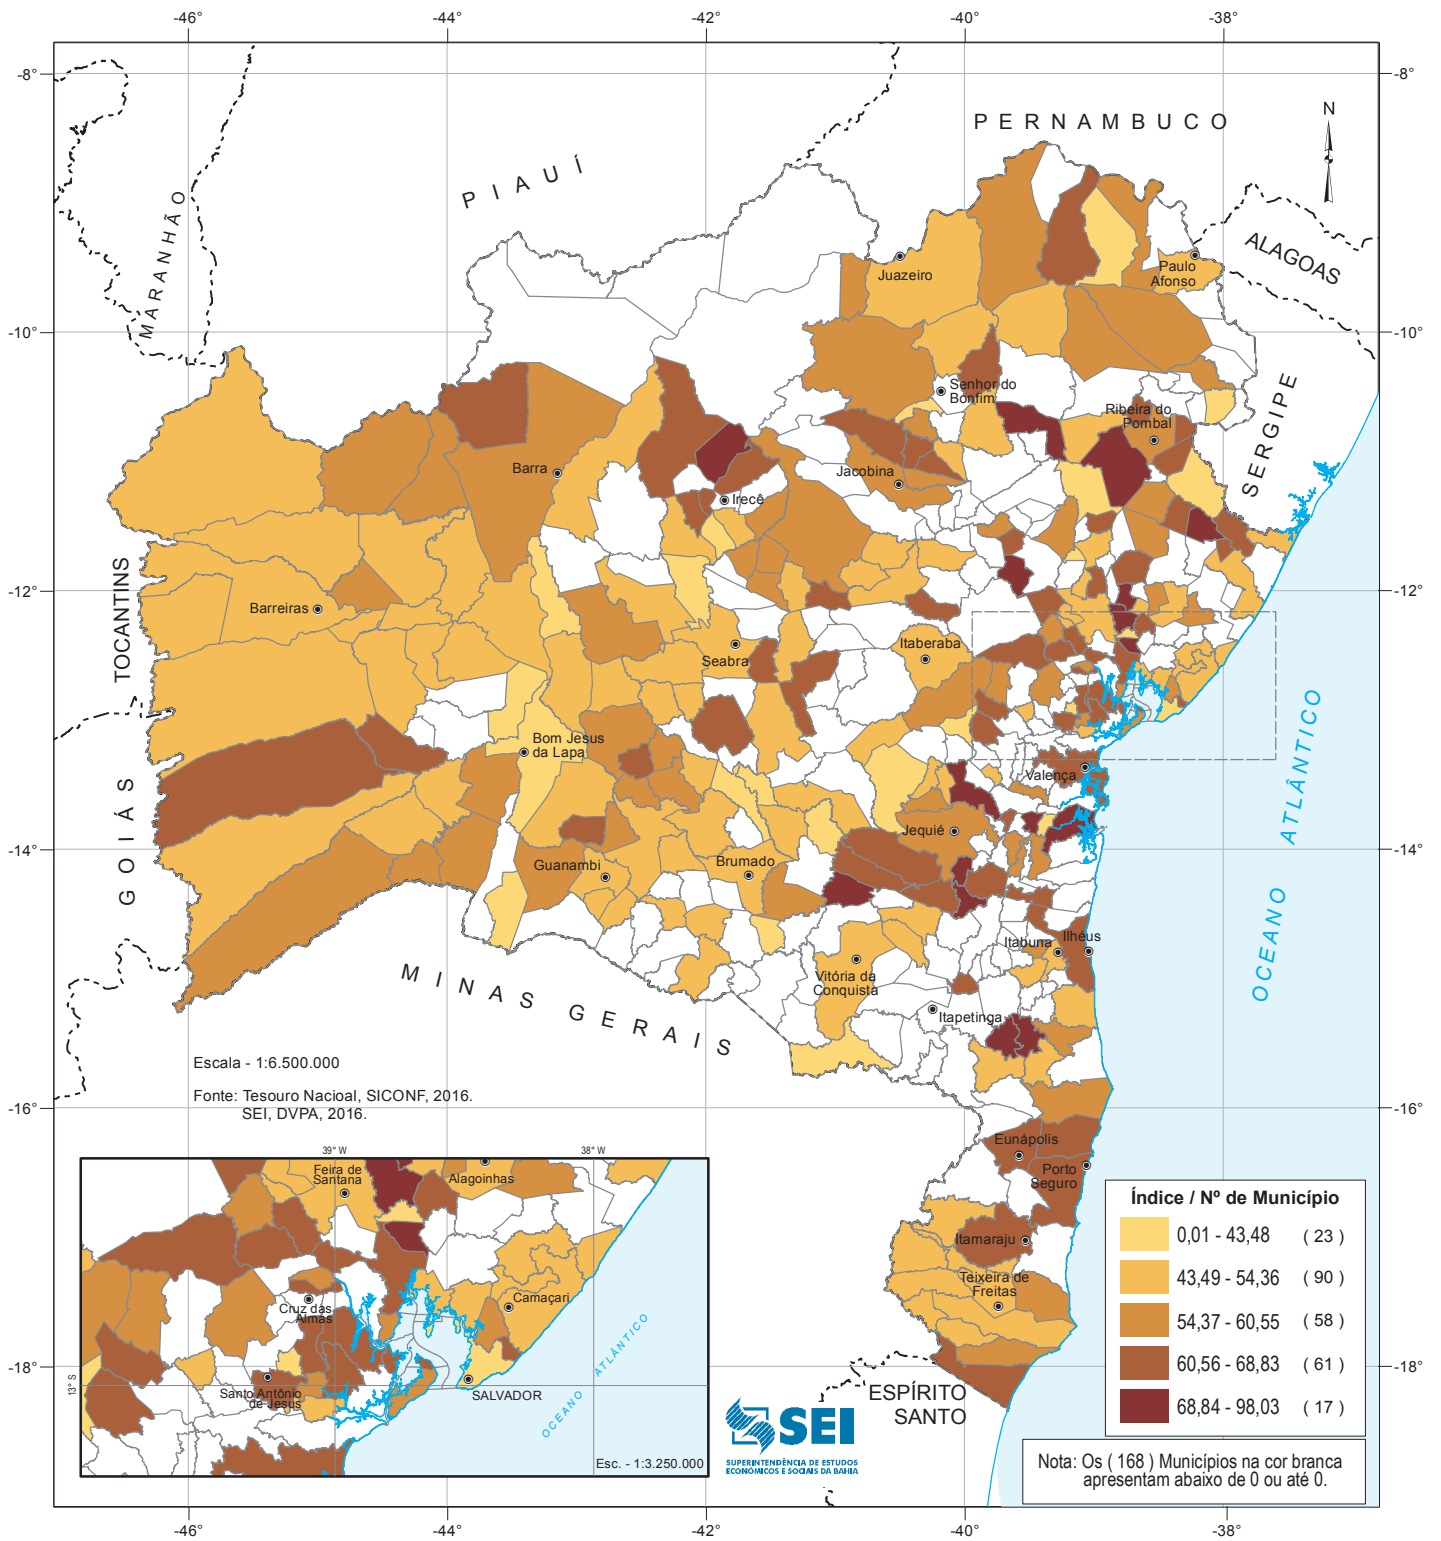 -46°
-44°
-42°
-40°
-38°
-8°
-8°
PERNAMBUCO
N
PIAUÍ
MARANHÃO
ALAGOAS
Juazeiro
Paulo
Afonso
-10°
-10°
SERGIPE
Senhor do
Bonfim
Ribeira do
Pombal
Barra
Jacobina
Irecê
TOCANTINS
-12°
-12°
Barreiras
Itaberaba
Seabra
Bom Jesus
da Lapa
Valença
GOIÁS
OCEANO ATLÂNTICO
Jequié
-14°
-14°
Guanambi
Brumado
Itabuna
Ilhéus
Vitória da
Conquista
Itapetinga
MINAS GERAIS
Escala - 1:6.500.000
Fonte: Tesouro Nacioal, SICONF, 2016.
SEI, DVPA, 2016.
-16°
-16°
Eunápolis
Porto
Seguro
Itamaraju
Teixeira de
Freitas
39° W
38° W
Feira de
Santana
Alagoinhas
Camaçari
Cruz das
Almas
Santo Antônio
de Jesus
SALVADOR
OCEANO ATLÂNTICO
13° S
Esc. - 1:3.250.000
-18°
-18°
ESPÍRITO
SANTO
SEI
SUPERINTENDÊNCIA DE ESTUDOS
ECONÔMICOS E SOCIAIS DA BAHIA
Índice / Nº de Município
0,01 - 43,48 ( 23 )
43,49 - 54,36 ( 90 )
54,37 - 60,55 ( 58 )
60,56 - 68,83 ( 61 )
68,84 - 98,03 ( 17 )
Nota: Os ( 168 ) Municípios na cor branca
apresentam abaixo de 0 ou até 0.
-46°
-44°
-42°
-40°
-38°